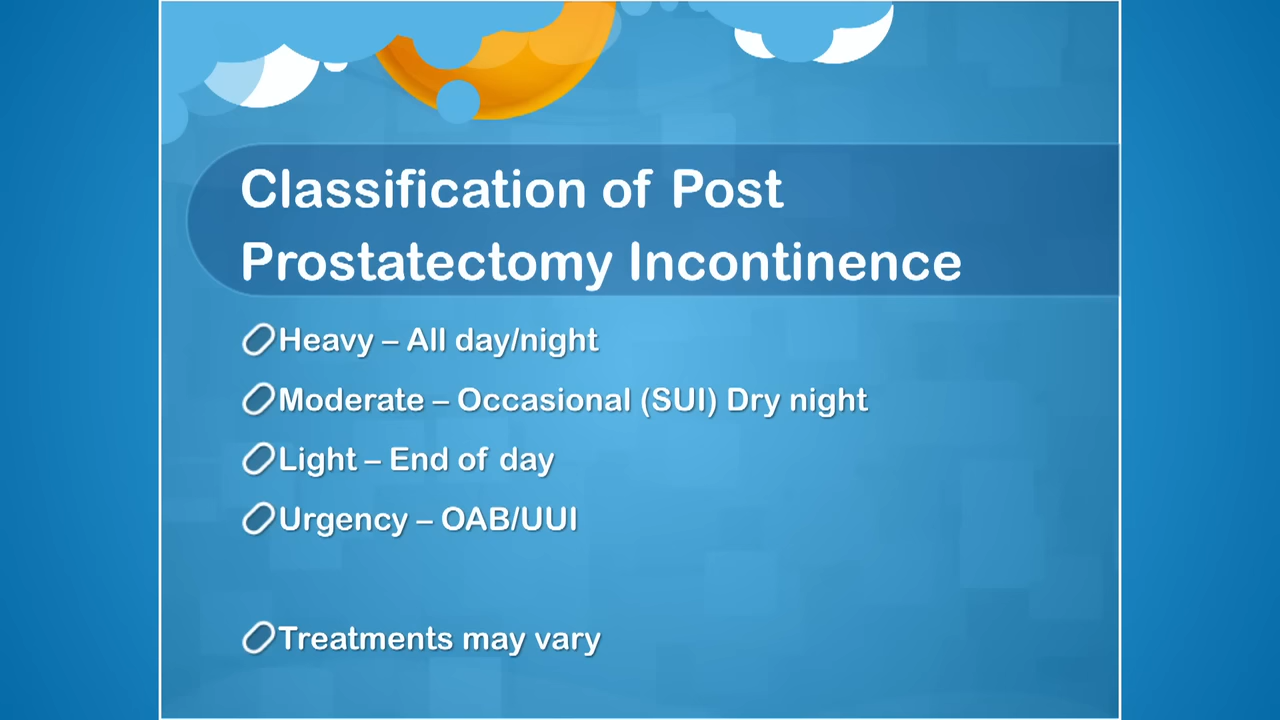 Classification of Post
Prostatectomy Incontinence
Heavy – All day/night
Moderate – Occasional (SUI) Dry night
Light – End of day
Urgency – OAB/UUI
Treatments may vary